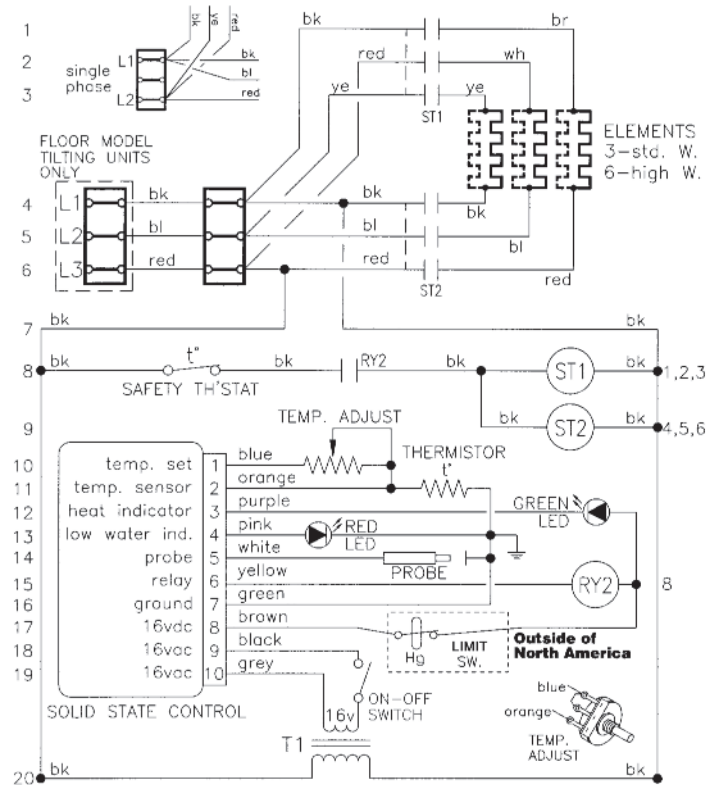 bk
ye
red
1
bk
br
2
L1
bk
red
wh
single
phase
bl
3
L2
red
ye
ye
ST1
FLOOR MODEL
TILTING UNITS
ONLY
ELEMENTS
3-std. W.
6-high W.
4
L1
bk
bk
bk
5
L2
bl
bl
bl
6
L3
red
red
red
ST2
7
bk
bk
8
bk
t°
bk
RY2
bk
ST1
bk
1,2,3
SAFETY TH'STAT
9
bk
ST2
bk
4,5,6
TEMP. ADJUST
10
temp. set
1
blue
THERMISTOR
t°
11
temp. sensor
2
orange
12
heat indicator
3
purple
GREEN
LED
13
low water ind.
4
pink
RED
LED
14
probe
5
white
PROBE
15
relay
6
yellow
RY2
8
16
ground
7
green
17
16vdc
8
brown
Hg
LIMIT
SW.
Outside of
North America
18
16vac
9
black
19
16vac
10
grey
ON-OFF
SWITCH
SOLID STATE CONTROL
16v
T1
blue
orange
TEMP.
ADJUST
20
bk
bk